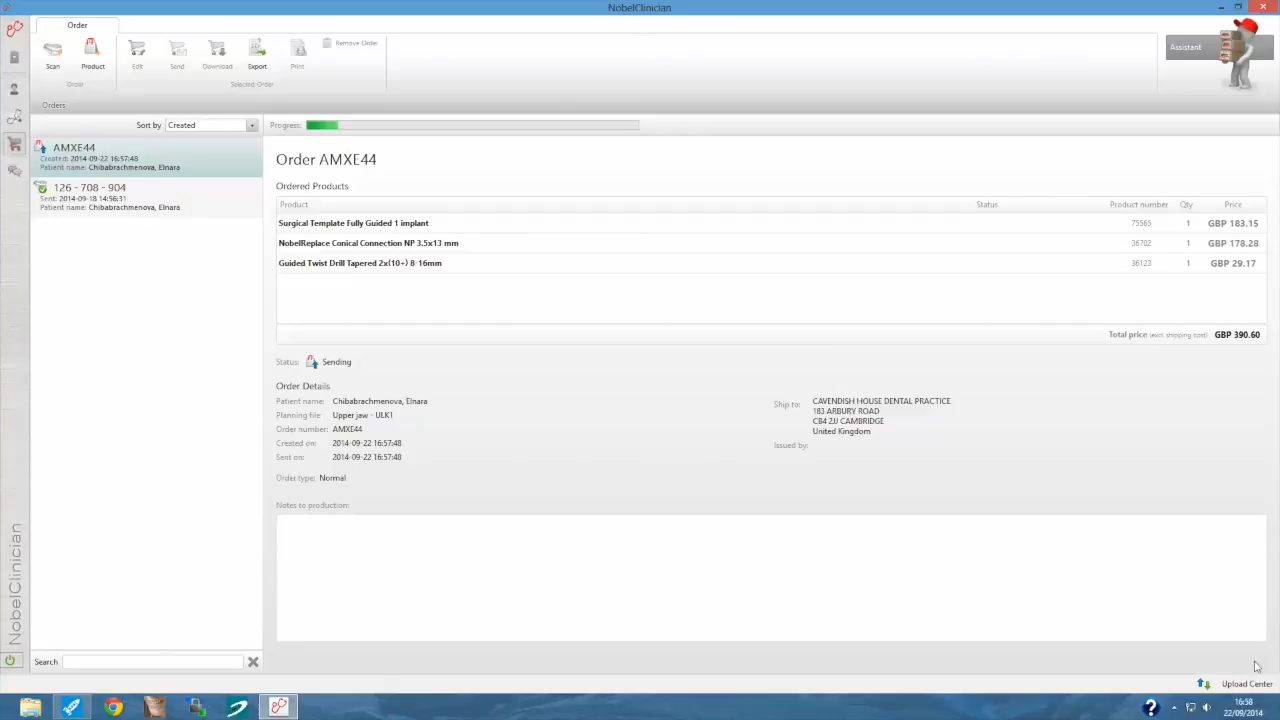 NobelClinician
Order
Scan
Product
Edit
Send
Download
Export
Print
Remove Order
Assistant
Order
Selected Order
Orders
Sort by Created
Progress:
AMXE44
Created: 2014-09-22 16:57:48
Patient name: Chibabrachmenova, Elnara
126 - 708 - 904
Sent: 2014-09-18 14:56:31
Patient name: Chibabrachmenova, Elnara
Order AMXE44
Ordered Products
Product Status Product number Qty Price
Surgical Template Fully Guided 1 implant 75565 1 GBP 183.15
NobelReplace Conical Connection NP 3.5x13 mm 36702 1 GBP 178.28
Guided Twist Drill Tapered 2x(10+) 8-16mm 36123 1 GBP 29.17
Total price (excl. shipping cost) GBP 390.60
Status: Sending
Order Details
Patient name: Chibabrachmenova, Elnara
Planning file: Upper jaw - ULK1
Order number: AMXE44
Created on: 2014-09-22 16:57:48
Sent on: 2014-09-22 16:57:48
Order type: Normal
Ship to: CAVENDISH HOUSE DENTAL PRACTICE
183 ARBURY ROAD
CB4 2JJ CAMBRIDGE
United Kingdom
Issued by:
Notes to production:
NobelClinician
Search
Upload Center
16:58
22/09/2014